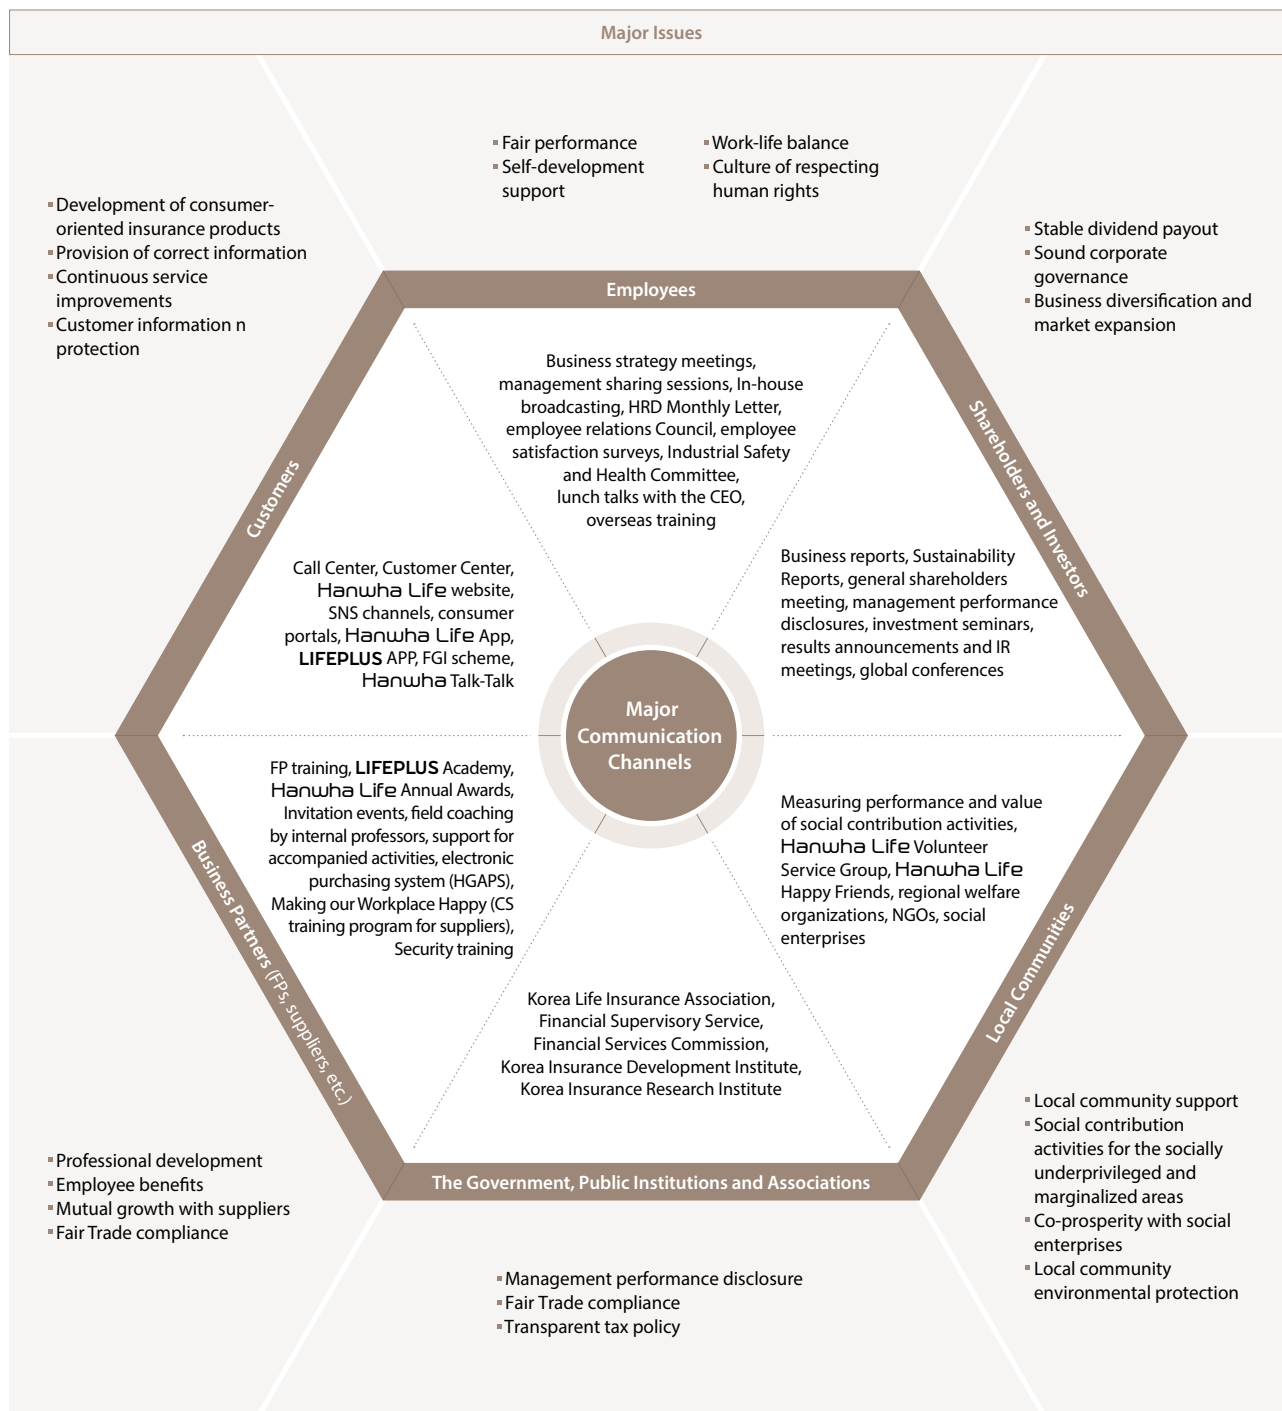 Major Issues
Fair performance
Self-development
support
Work-life balance
Culture of respecting
human rights
Development of consumer-
oriented insurance products
Provision of correct information
Continuous service
improvements
Customer information n
protection
Stable dividend payout
Sound corporate
governance
Business diversification and
market expansion
Employees
Business strategy meetings,
management sharing sessions, In-house
broadcasting, HRD Monthly Letter,
employee relations Council, employee
satisfaction surveys, Industrial Safety
and Health Committee,
lunch talks with the CEO,
overseas training
Customers
Call Center, Customer Center,
Hanwha Life website,
SNS channels, consumer
portals, Hanwha Life App,
LIFEPLUS APP, FGI scheme,
Hanwha Talk-Talk
Shareholders and Investors
Business reports, Sustainability
Reports, general shareholders
meeting, management performance
disclosures, investment seminars,
results announcements and IR
meetings, global conferences
Major
Communication
Channels
Business Partners (FPs, suppliers, etc.)
FP training, LIFEPLUS Academy,
Hanwha Life Annual Awards,
Invitation events, field coaching
by internal professors, support for
accompanied activities, electronic
purchasing system (HGAPS),
Making our Workplace Happy (CS
training program for suppliers),
Security training
Measuring performance and value
of social contribution activities,
Hanwha Life Volunteer
Service Group, Hanwha Life
Happy Friends, regional welfare
organizations, NGOs, social
enterprises
Local Communities
Korea Life Insurance Association,
Financial Supervisory Service,
Financial Services Commission,
Korea Insurance Development Institute,
Korea Insurance Research Institute
The Government, Public Institutions and Associations
Professional development
Employee benefits
Mutual growth with suppliers
Fair Trade compliance
Management performance disclosure
Fair Trade compliance
Transparent tax policy
Local community support
Social contribution
activities for the socially
underprivileged and
marginalized areas
Co-prosperity with social
enterprises
Local community
environmental protection